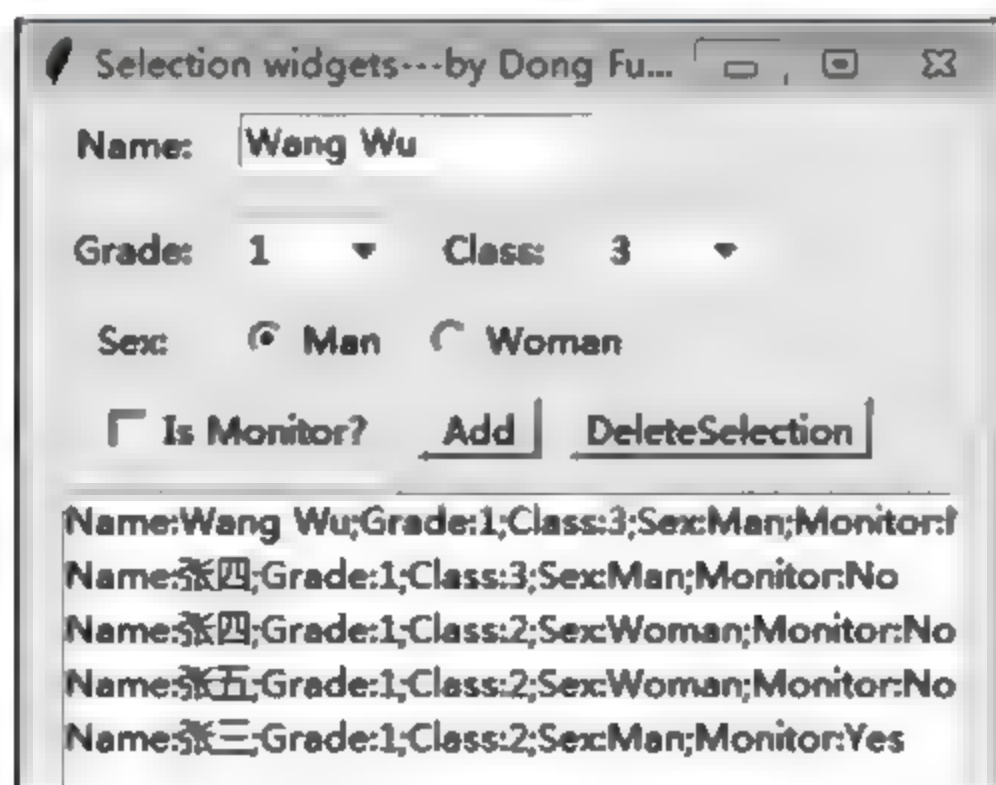 Selection widgets---by Dong Fu...
Name: Wang Wu
Grade: 1 Class: 3
Sex: Man Woman
Is Monitor? Add DeleteSelection
Name:Wang Wu;Grade:1;Class:3;Sex:Man;Monitor:
Name:张四;Grade:1;Class:3;Sex:Man;Monitor:No
Name:张四;Grade:1;Class:2;Sex:Woman;Monitor:No
Name:张五;Grade:1;Class:2;Sex:Woman;Monitor:No
Name:张三;Grade:1;Class:2;Sex:Man;Monitor:Yes